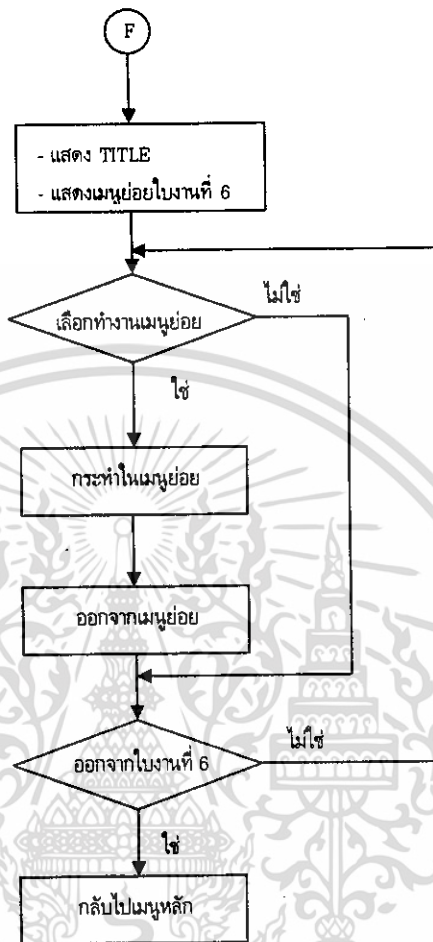 F
- แสดง TITLE
- แสดงเมนูย่อยใบงานที่ 6
ไม่ใช่
เลือกทำงานเมนูย่อย
ใช่
กระทำในเมนูย่อย
ออกจากเมนูย่อย
ไม่ใช่
ออกจากใบงานที่ 6
ใช่
กลับไปเมนูหลัก